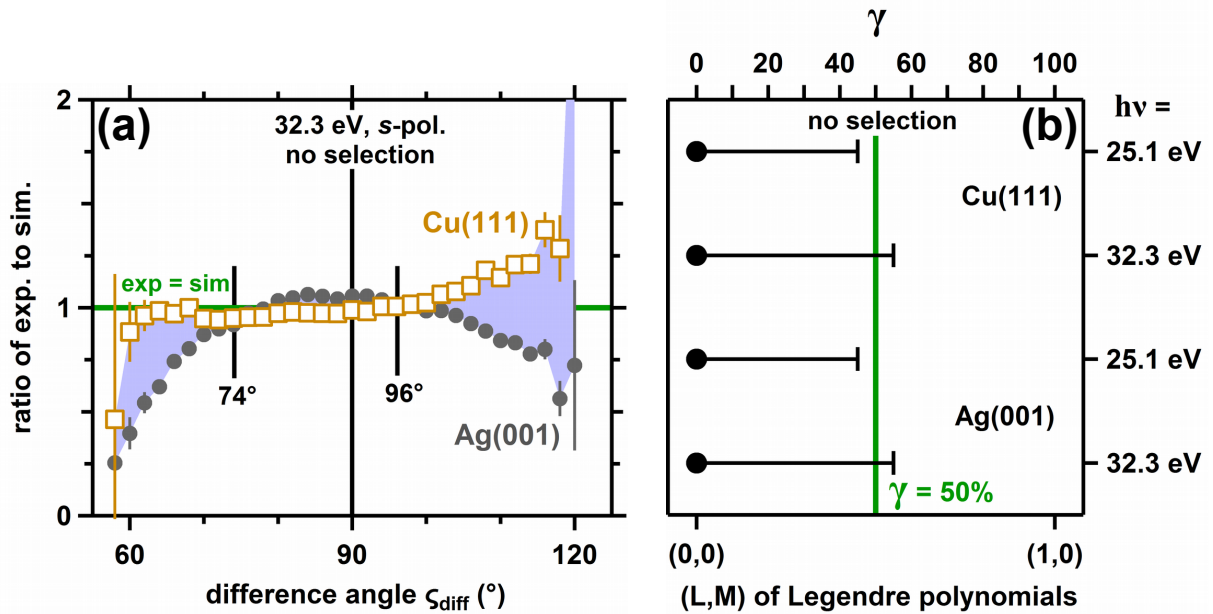 (a)
32.3 eV, s-pol.
no selection
Cu(111)
exp = sim
74°
96°
Ag(001)
2
1
0
60
90
120
ratio of exp. to sim.
difference angle ςdiff (°)
γ
0 20 40 60 80 100
no selection
(b)
hν =
25.1 eV
Cu(111)
32.3 eV
25.1 eV
Ag(001)
32.3 eV
γ = 50%
(0,0)
(1,0)
(L,M) of Legendre polynomials